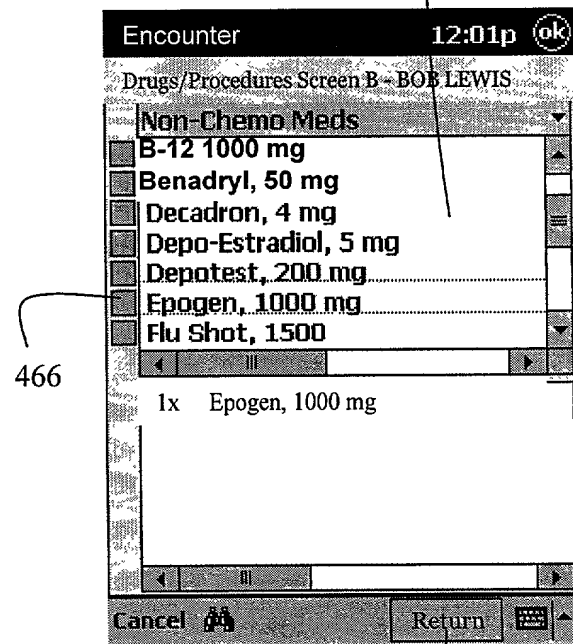 Encounter 12:01p ok
Drugs/Procedures Screen B - BOB LEWIS
Non-Chemo Meds
B-12 1000 mg
Benadryl, 50 mg
Decadron, 4 mg
Depo-Estradiol, 5 mg
Depotest, 200 mg
Epogen, 1000 mg
Flu Shot, 1500
466
1x Epogen, 1000 mg
Cancel Return